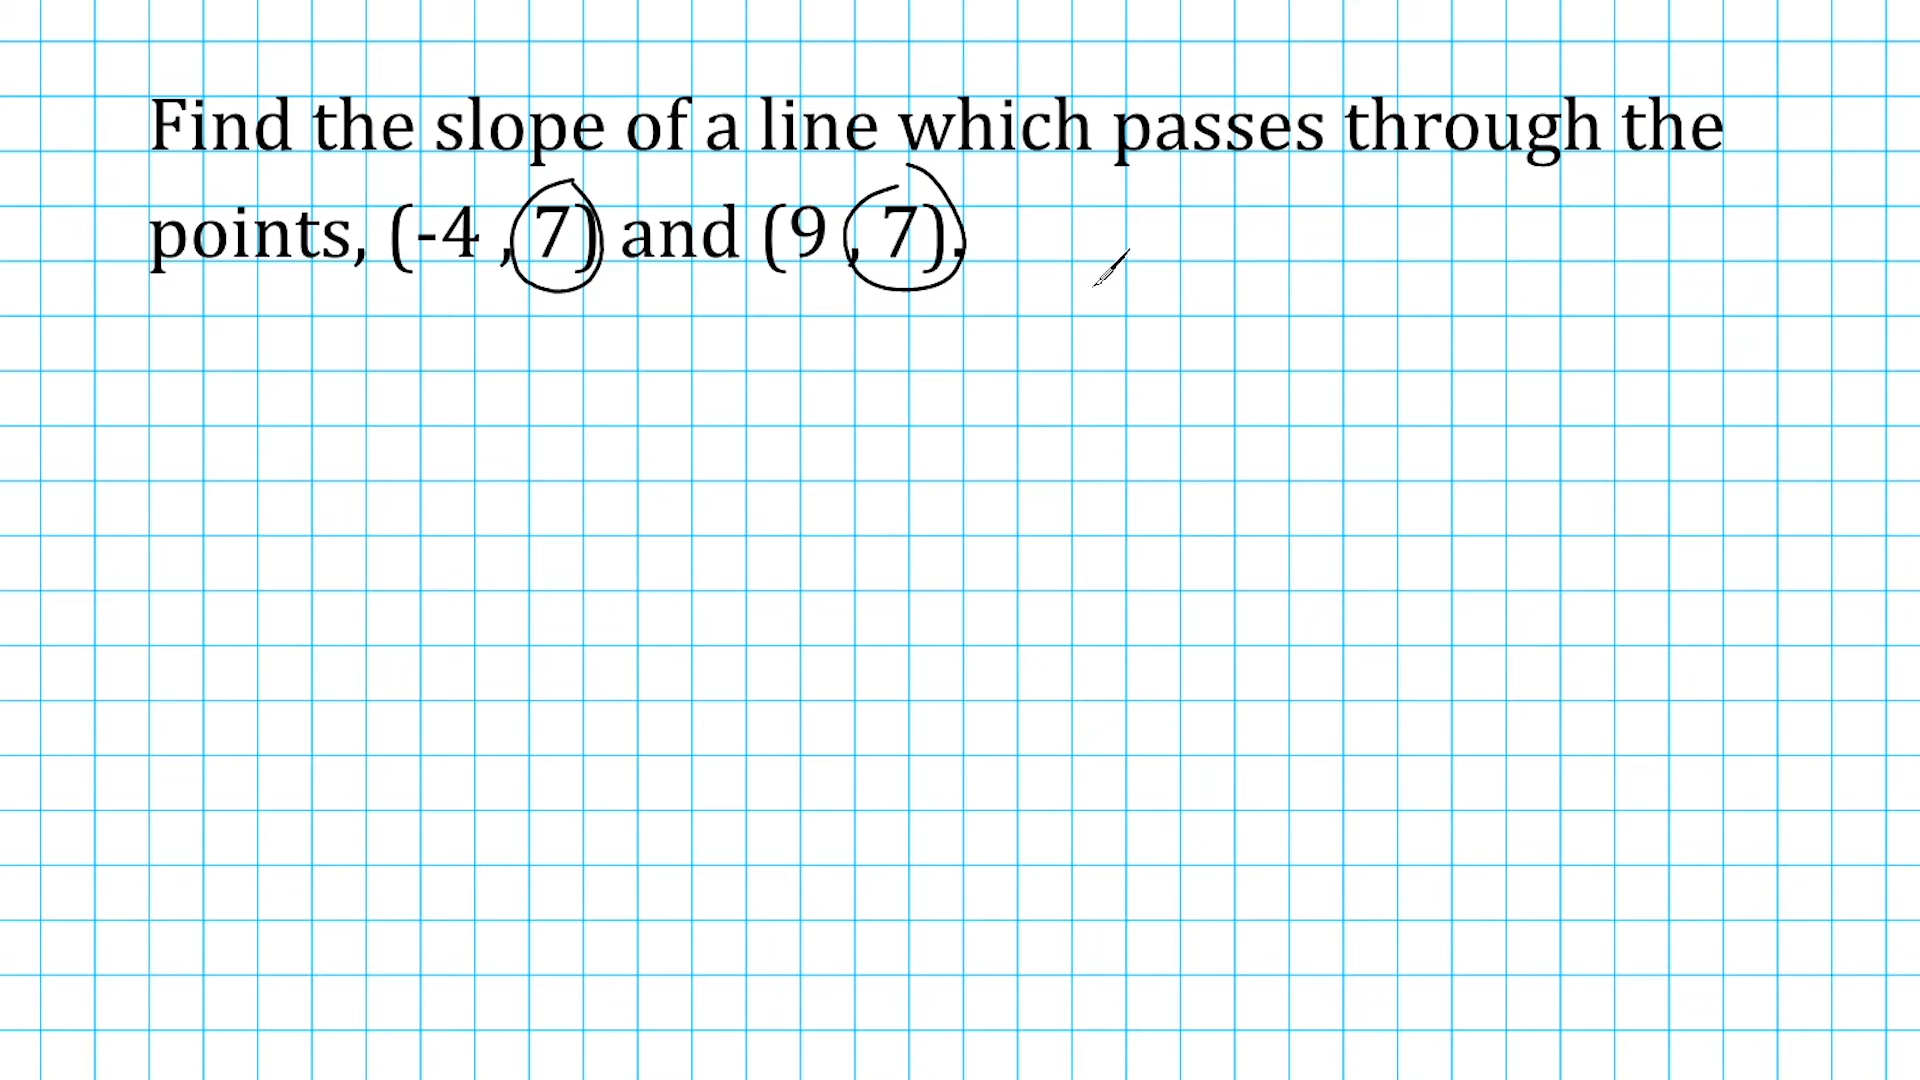 Find the slope of a line which passes through the
points, (-4 , 7) and (9 , 7).